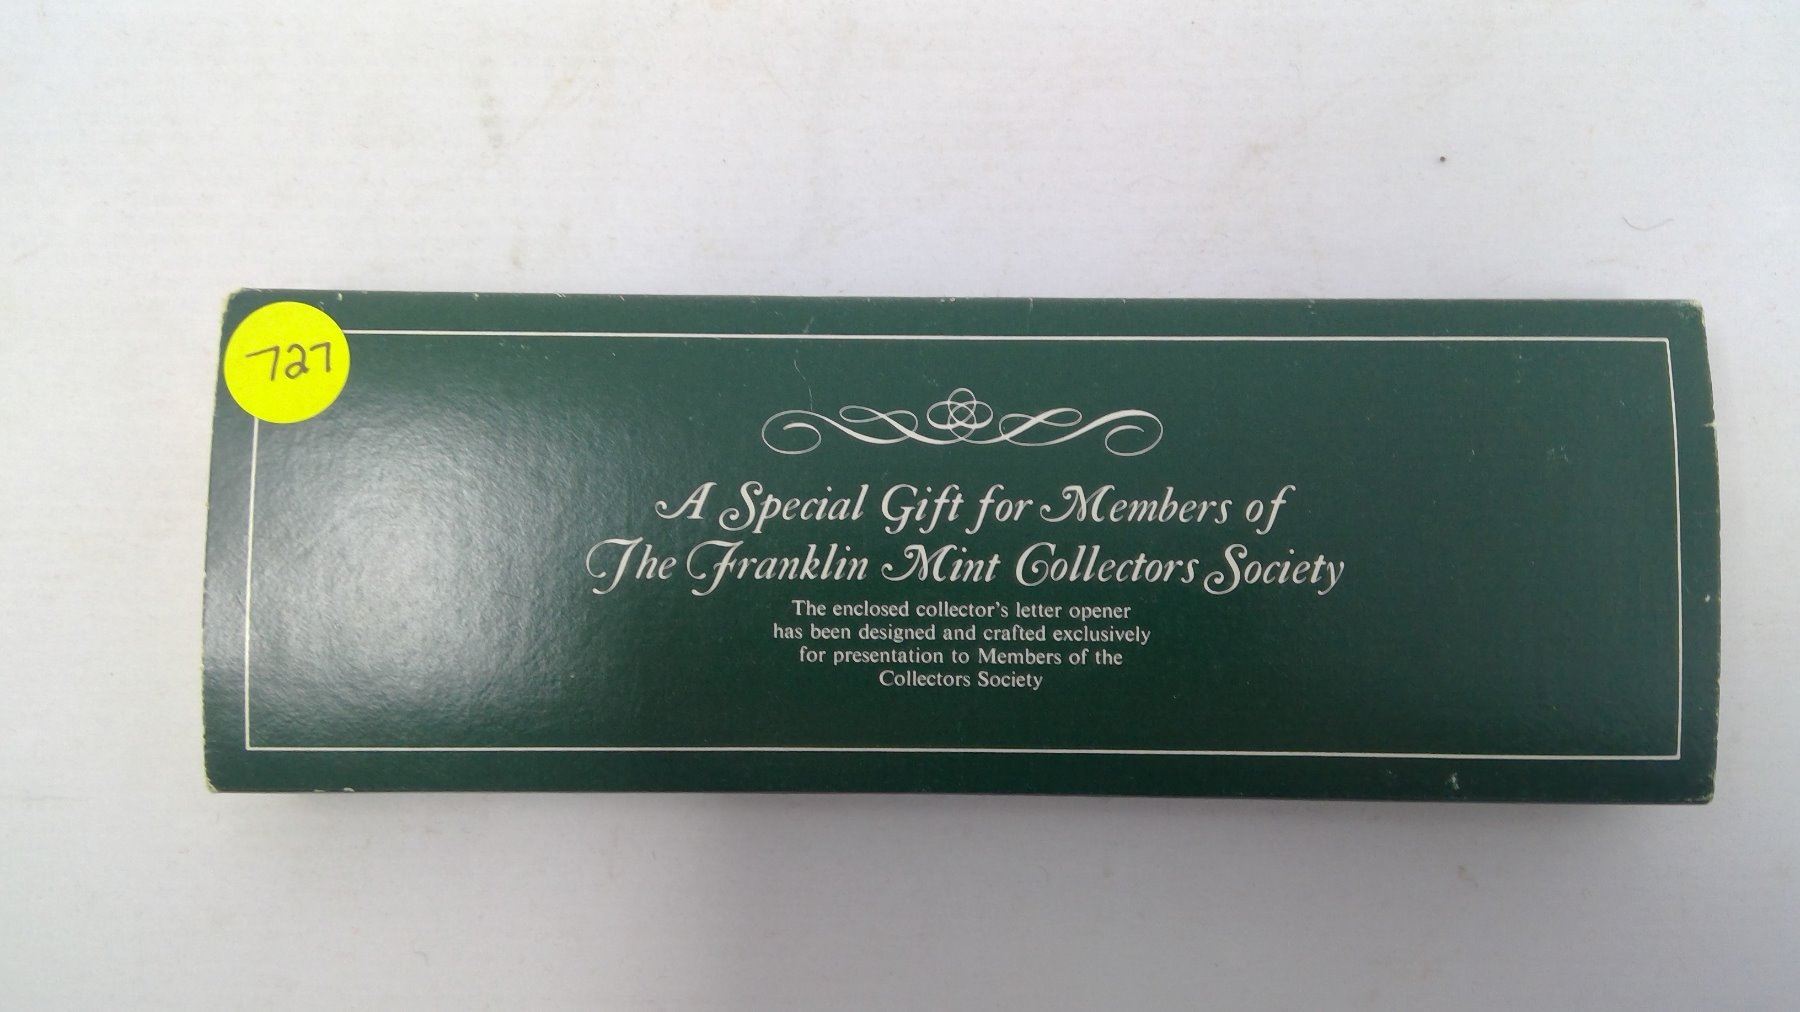 727
A Special Gift for Members of
The Franklin Mint Collectors Society
The enclosed collector's letter opener
has been designed and crafted exclusively
for presentation to Members of the
Collectors Society